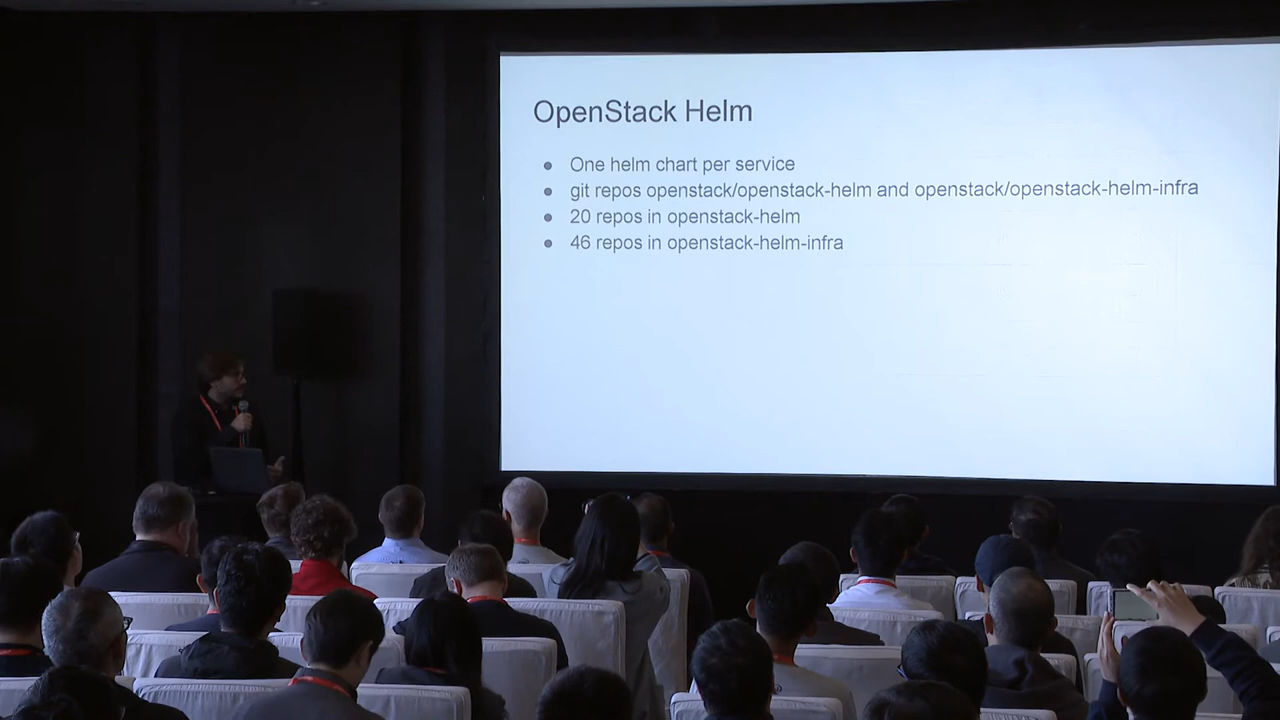 OpenStack Helm
● One helm chart per service
● git repos openstack/openstack-helm and openstack/openstack-helm-infra
● 20 repos in openstack-helm
● 46 repos in openstack-helm-infra